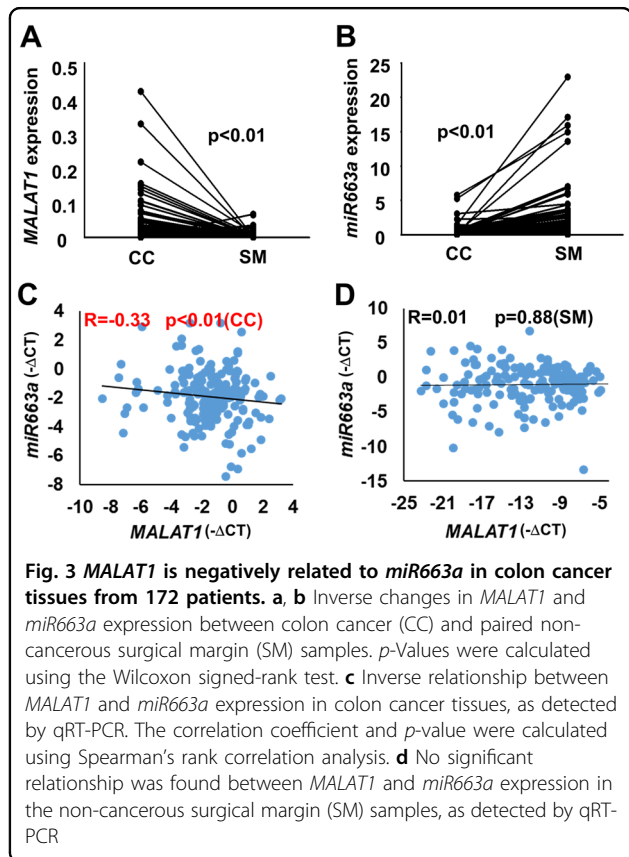 A
B
0.5
0.4
0.3
0.2
0.1
0
MALAT1 expression
p<0.01
CC SM
25
20
15
10
5
0
miR663a expression
p<0.01
CC SM
C
D
4
2
0
-2
-4
-6
-8
miR663a (-ΔCT)
R=-0.33 p<0.01(CC)
-10 -8 -6 -4 -2 0 2 4
MALAT1 (-ΔCT)
10
5
0
-5
-10
-15
miR663a (-ΔCT)
R=0.01 p=0.88(SM)
-25 -21 -17 -13 -9 -5
MALAT1 (-ΔCT)
Fig. 3 MALAT1 is negatively related to miR663a in colon cancer
tissues from 172 patients. a, b Inverse changes in MALAT1 and
miR663a expression between colon cancer (CC) and paired non-
cancerous surgical margin (SM) samples. p-Values were calculated
using the Wilcoxon signed-rank test. c Inverse relationship between
MALAT1 and miR663a expression in colon cancer tissues, as detected
by qRT-PCR. The correlation coefficient and p-value were calculated
using Spearman's rank correlation analysis. d No significant
relationship was found between MALAT1 and miR663a expression in
the non-cancerous surgical margin (SM) samples, as detected by qRT-
PCR